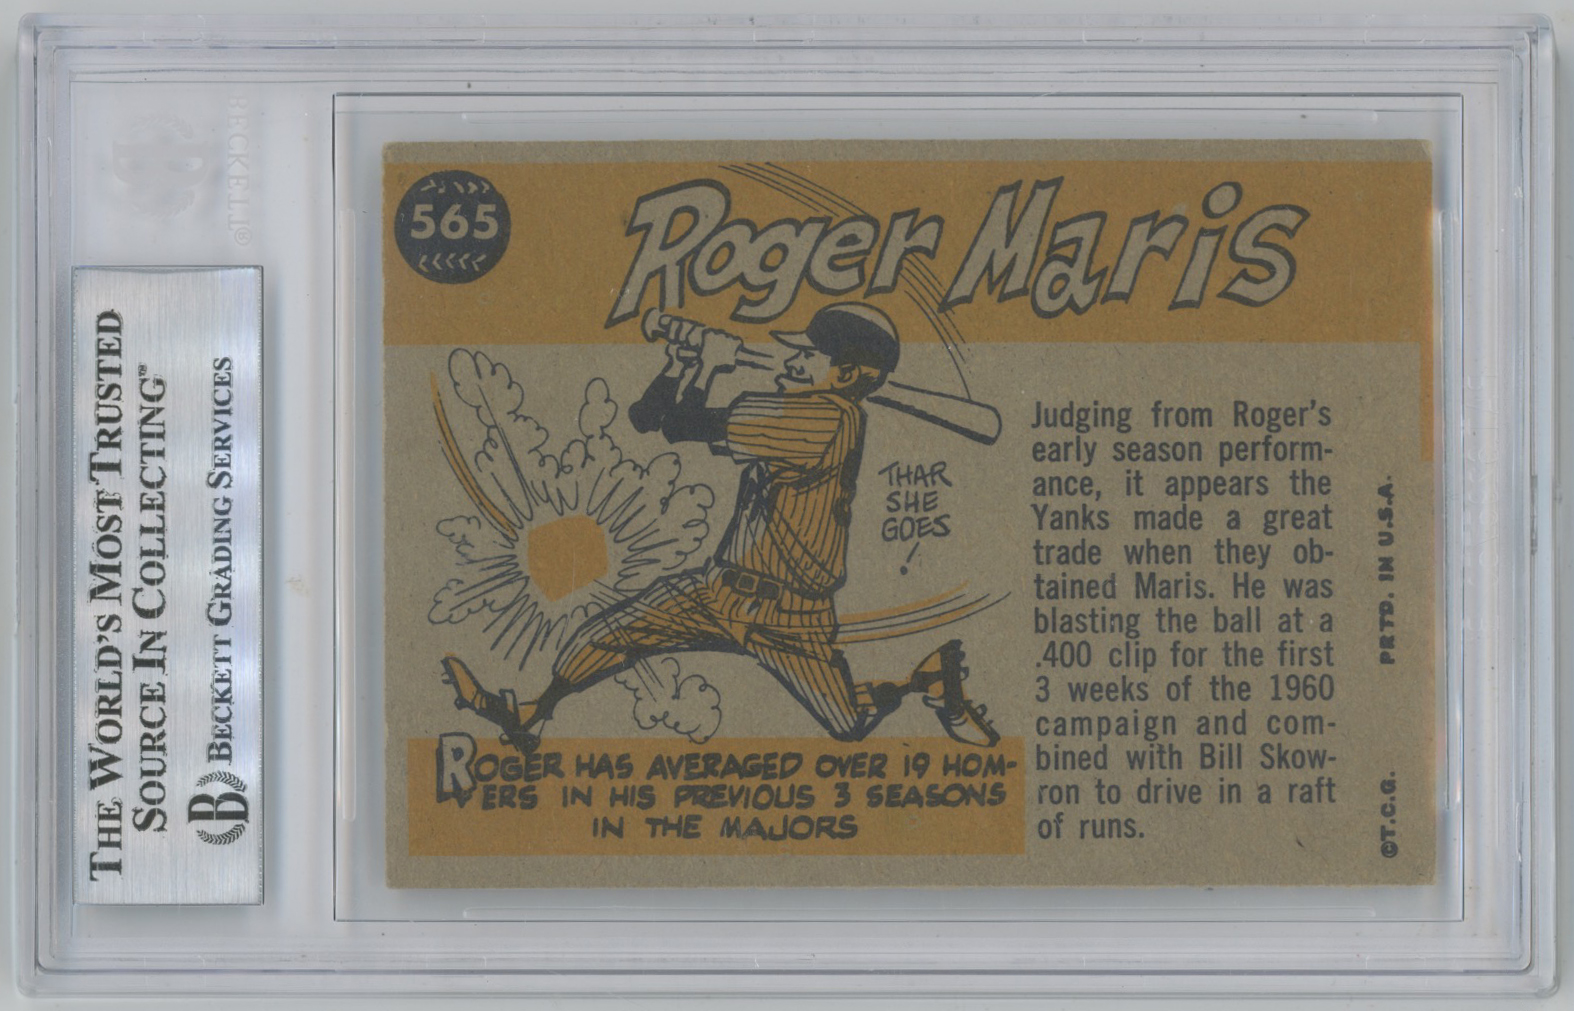 THE WORLD'S MOST TRUSTED
SOURCE IN COLLECTING™
BECKETT GRADING SERVICES
BECKETT®
565
Roger Maris
THAR
SHE
GOES
!
ROGER HAS AVERAGED OVER 19 HOM-
ERS IN HIS PREVIOUS 3 SEASONS
IN THE MAJORS
Judging from Roger's
early season perform-
ance, it appears the
Yanks made a great
trade when they ob-
tained Maris. He was
blasting the ball at a
.400 clip for the first
3 weeks of the 1960
campaign and com-
bined with Bill Skow-
ron to drive in a raft
of runs.
©T.C.G. PRTD. IN U.S.A.